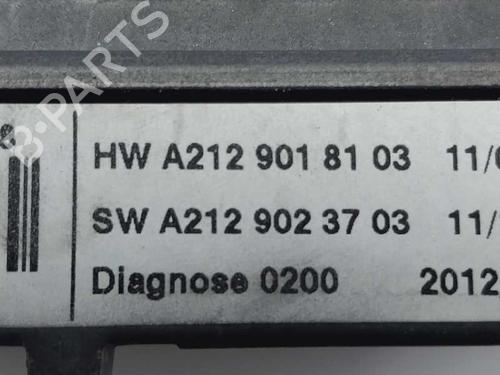 HW A212 901 81 03 11/
SW A212 902 37 03 11/
Diagnose 0200 2012
B-PARTS